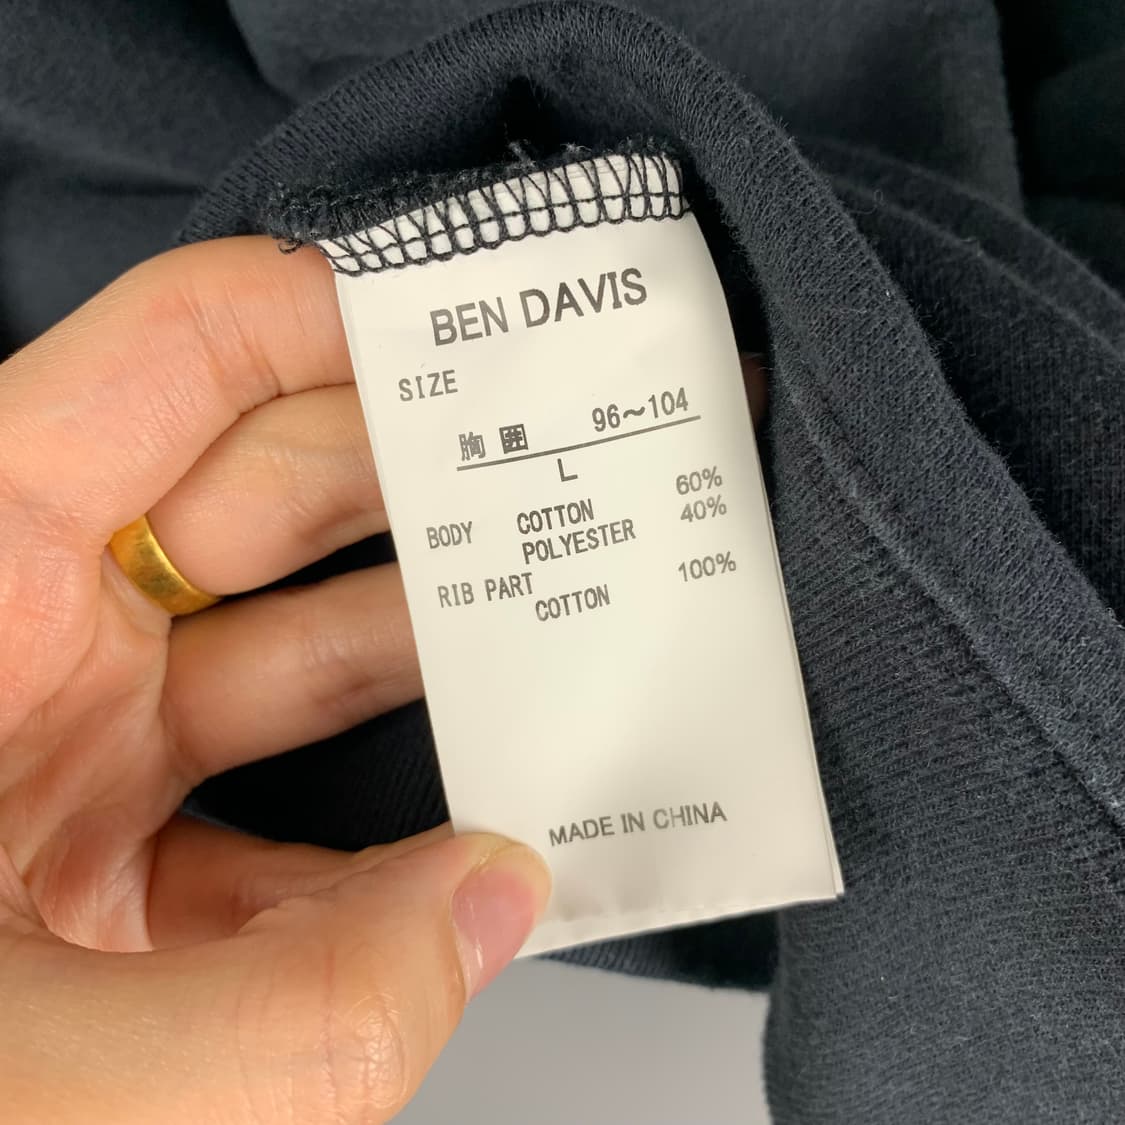 BEN DAVIS
SIZE
胸囲 96～104
L
BODY COTTON 60%
POLYESTER 40%
RIB PART
COTTON 100%
MADE IN CHINA